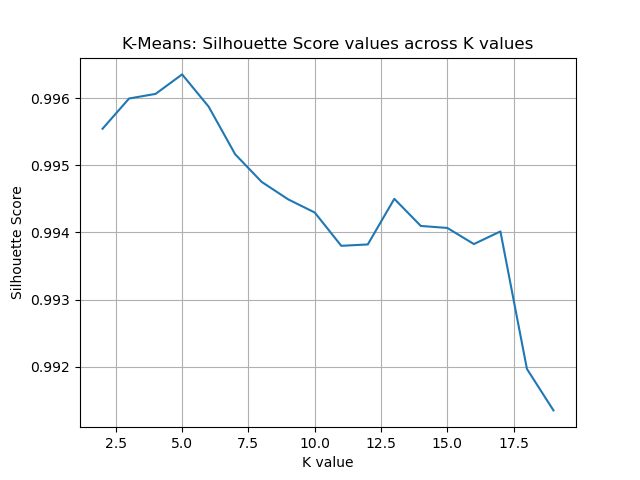 K-Means: Silhouette Score values across K values
0.996
0.995
0.994
0.993
0.992
Silhouette Score
2.5 5.0 7.5 10.0 12.5 15.0 17.5
K value